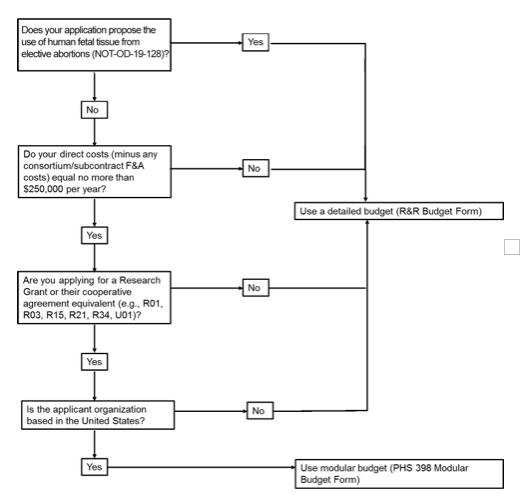 Does your application propose the
use of human fetal tissue from
elective abortions (NOT-OD-19-128)?
Yes
No
Do your direct costs (minus any
consortium/subcontract F&A
costs) equal no more than
$250,000 per year?
No
Use a detailed budget (R&R Budget Form)
Yes
Are you applying for a Research
Grant or their cooperative
agreement equivalent (e.g., R01,
R03, R15, R21, R34, U01)?
No
Yes
Is the applicant organization
based in the United States?
No
Yes
Use modular budget (PHS 398 Modular
Budget Form)